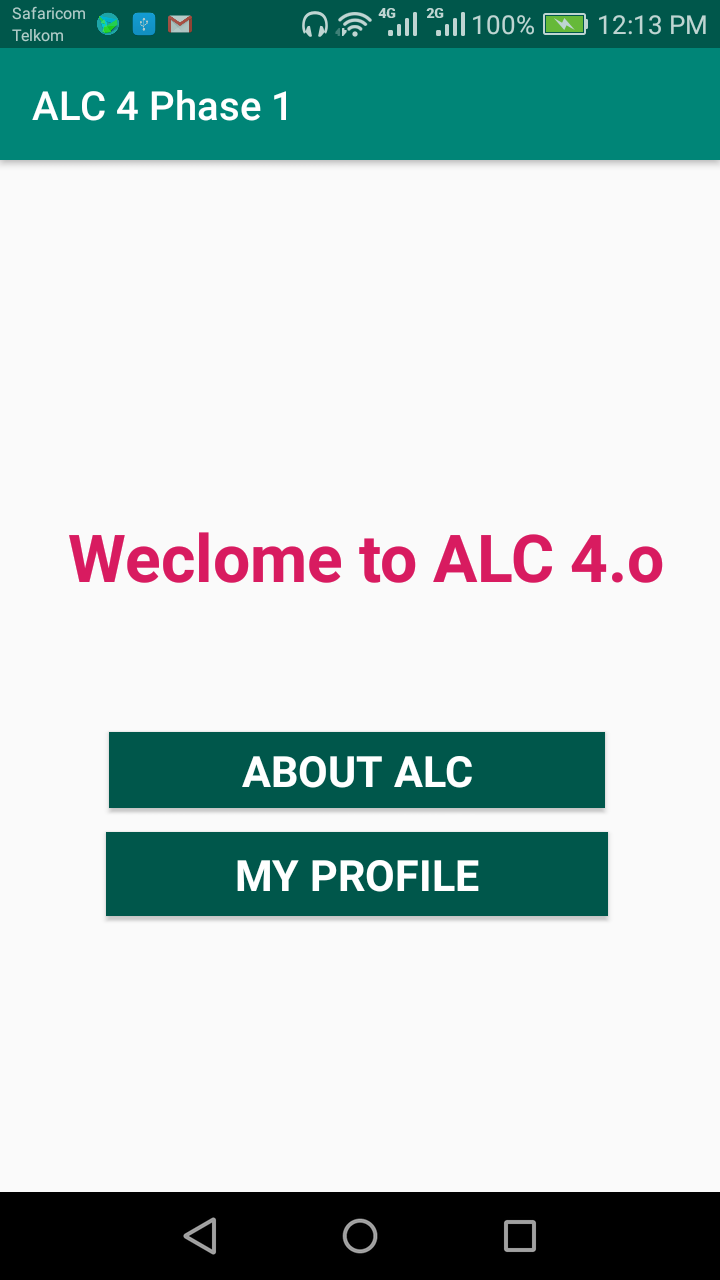 Safaricom
Telkom
4G 2G 100% 12:13 PM
ALC 4 Phase 1
Weclome to ALC 4.o
ABOUT ALC
MY PROFILE